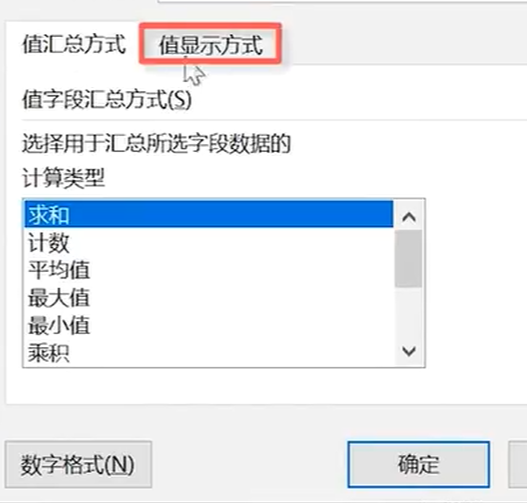 值汇总方式 值显示方式
值字段汇总方式(S)
选择用于汇总所选字段数据的
计算类型
求和
计数
平均值
最大值
最小值
乘积
数字格式(N) 确定